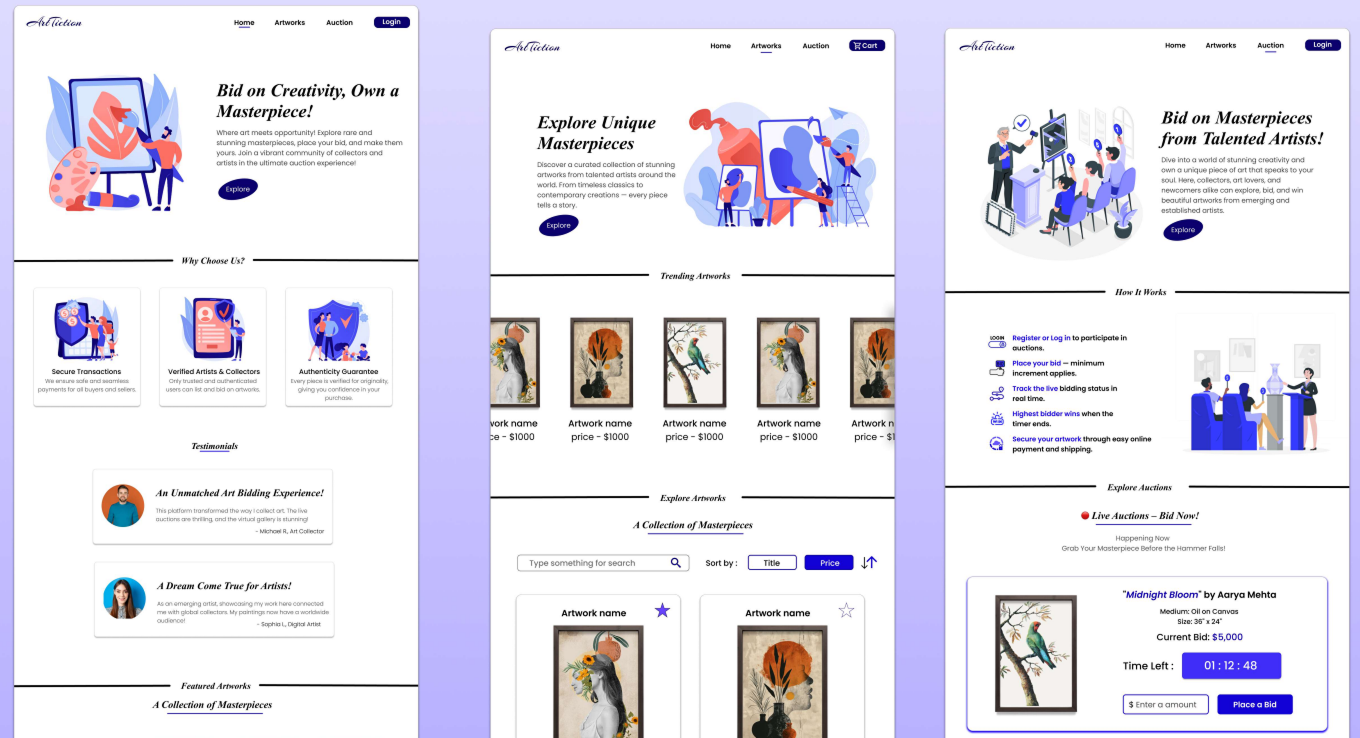 ArtTiction
Home Artworks Auction Login
Bid on Creativity, Own a
Masterpiece!
Where art meets opportunity! Explore rare and
stunning masterpieces, place your bid, and make them
yours. Join a vibrant community of collectors and
artists in the ultimate auction experience!
Explore
Why Choose Us?
Secure Transactions
We ensure safe and seamless
payments for all buyers and sellers.
Verified Artists & Collectors
Only trusted and authenticated
users can list and bid on artworks.
Authenticity Guarantee
Every piece is verified for originality,
giving you confidence in your
purchase.
Testimonials
An Unmatched Art Bidding Experience!
This platform transformed the way I collect art. The live
auctions are thrilling, and the virtual gallery is stunning!
- Michael R., Art Collector
A Dream Come True for Artists!
As an emerging artist, showcasing my work here connected
me with global collectors. My paintings now have a worldwide
audience!
- Sophia L., Digital Artist
Featured Artworks
A Collection of Masterpieces
ArtTiction
Home Artworks Auction Cart
Explore Unique
Masterpieces
Discover a curated collection of stunning
artworks from talented artists around the
world. From timeless classics to
contemporary creations — every piece
tells a story.
Explore
Trending Artworks
work name Artwork name Artwork name Artwork name Artwork n
ce - $1000 price - $1000 price - $1000 price - $1000 price - $1
Explore Artworks
A Collection of Masterpieces
Type something for search Sort by : Title Price
Artwork name Artwork name
ArtTiction
Home Artworks Auction Login
Bid on Masterpieces
from Talented Artists!
Dive into a world of stunning creativity and
own a unique piece of art that speaks to your
soul. Here, collectors, art lovers, and
newcomers alike can explore, bid, and win
beautiful artworks from emerging and
established artists.
Explore
How It Works
LOGIN
Register or Log in to participate in
auctions.
Place your bid — minimum
increment applies.
Track the live bidding status in
real time.
Highest bidder wins when the
timer ends.
Secure your artwork through easy online
payment and shipping.
Explore Auctions
Live Auctions – Bid Now!
Happening Now
Grab Your Masterpiece Before the Hammer Falls!
"Midnight Bloom" by Aarya Mehta
Medium: Oil on Canvas
Size: 36" x 24"
Current Bid: $5,000
Time Left : 01 : 12 : 48
$ Enter a amount Place a Bid